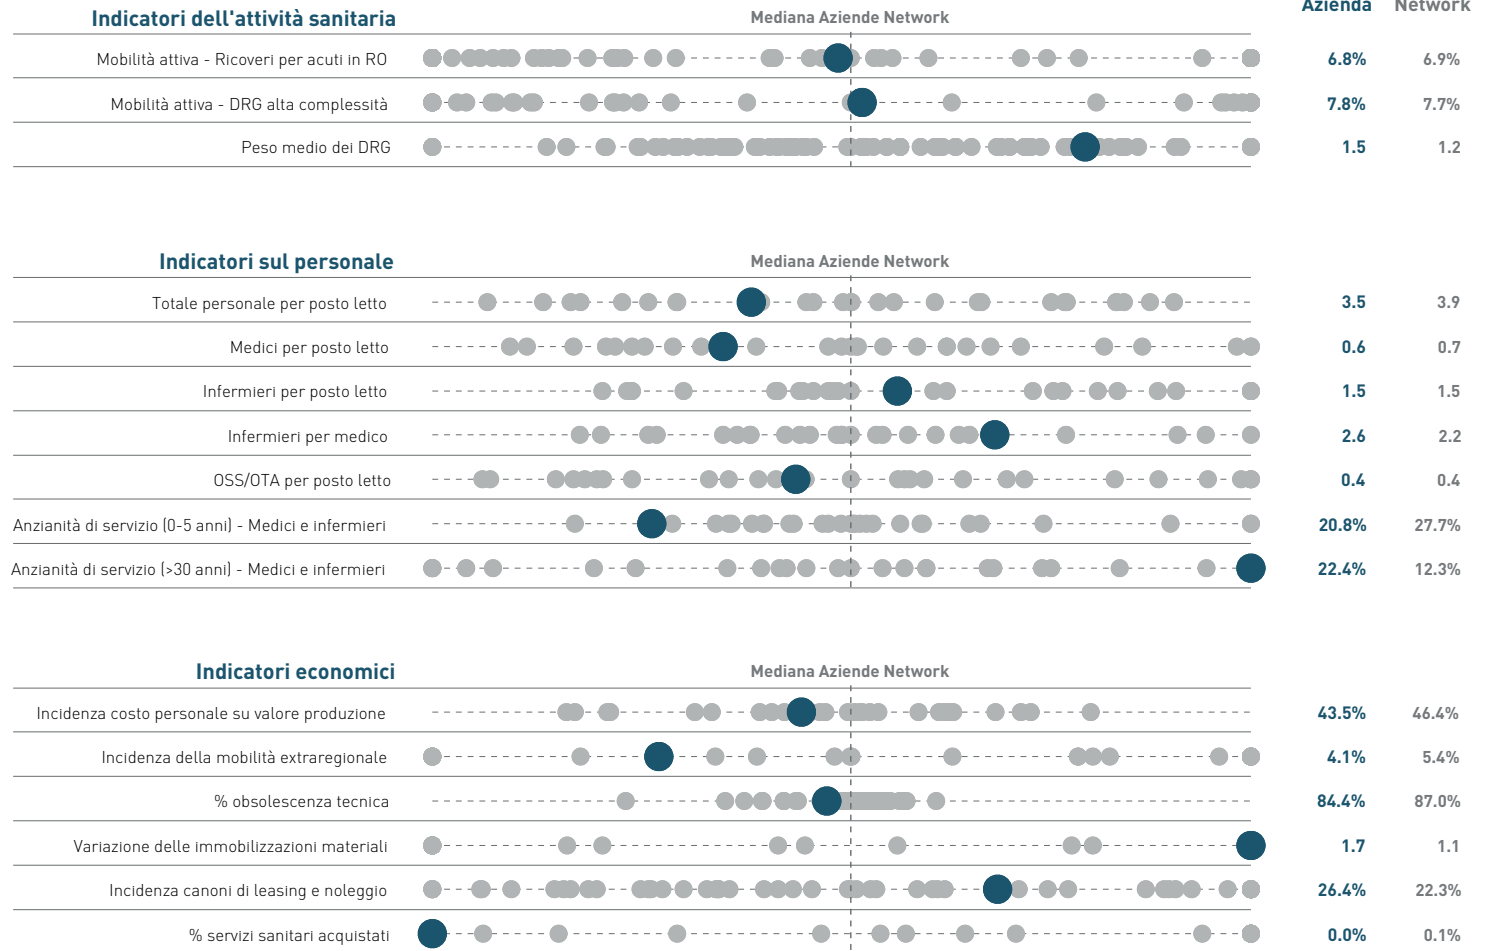 Azienda Network
Indicatori dell'attività sanitaria Mediana Aziende Network
Mobilità attiva - Ricoveri per acuti in RO 6.8% 6.9%
Mobilità attiva - DRG alta complessità 7.8% 7.7%
Peso medio dei DRG 1.5 1.2
Indicatori sul personale Mediana Aziende Network
Totale personale per posto letto 3.5 3.9
Medici per posto letto 0.6 0.7
Infermieri per posto letto 1.5 1.5
Infermieri per medico 2.6 2.2
OSS/OTA per posto letto 0.4 0.4
Anzianità di servizio (0-5 anni) - Medici e infermieri 20.8% 27.7%
Anzianità di servizio (>30 anni) - Medici e infermieri 22.4% 12.3%
Indicatori economici Mediana Aziende Network
Incidenza costo personale su valore produzione 43.5% 46.4%
Incidenza della mobilità extraregionale 4.1% 5.4%
% obsolescenza tecnica 84.4% 87.0%
Variazione delle immobilizzazioni materiali 1.7 1.1
Incidenza canoni di leasing e noleggio 26.4% 22.3%
% servizi sanitari acquistati 0.0% 0.1%